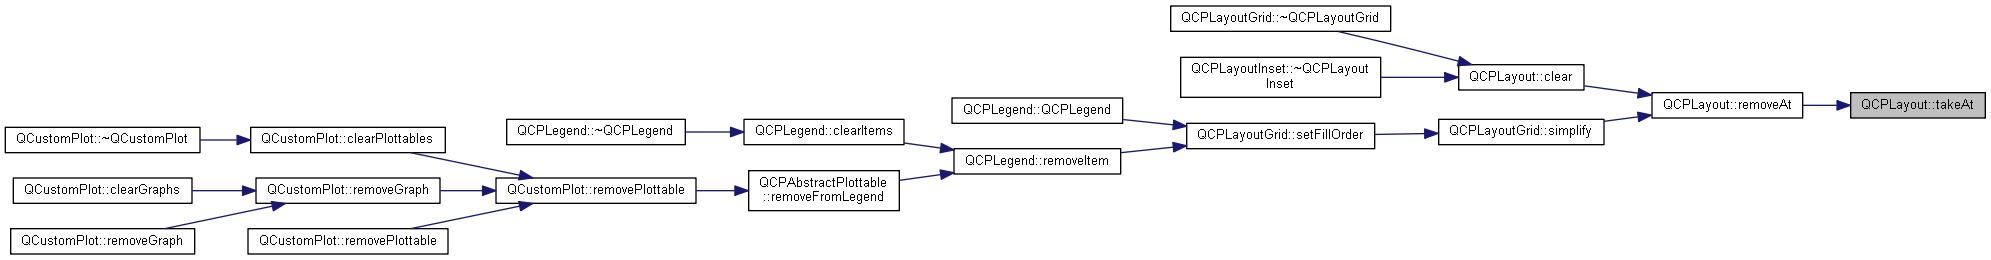 QCPLayoutGrid::~QCPLayoutGrid
QCPLayoutInset::~QCPLayout
Inset
QCPLayout::clear
QCPLayout::removeAt
QCPLayout::takeAt
QCPLegend::QCPLegend
QCPLegend::~QCPLegend
QCPLegend::clearItems
QCPLayoutGrid::setFillOrder
QCPLayoutGrid::simplify
QCustomPlot::~QCustomPlot
QCustomPlot::clearPlottables
QCPLegend::removeItem
QCustomPlot::clearGraphs
QCustomPlot::removeGraph
QCustomPlot::removePlottable
QCPAbstractPlottable
::removeFromLegend
QCustomPlot::removeGraph
QCustomPlot::removePlottable